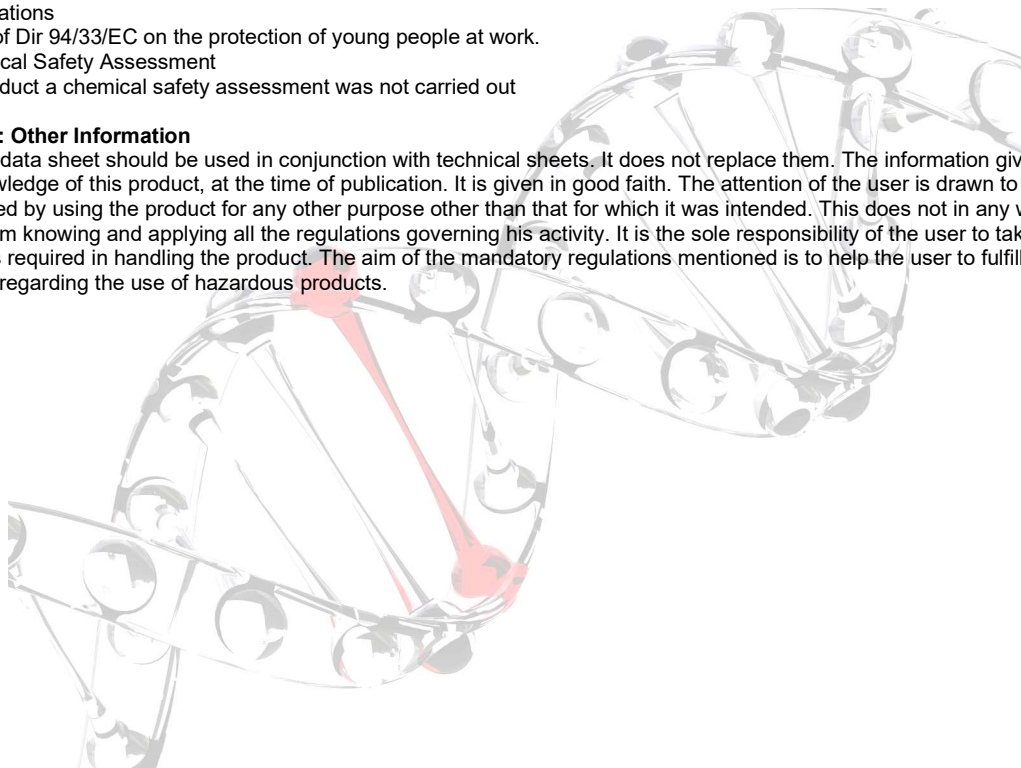 ations
of Dir 94/33/EC on the protection of young people at work.
cal Safety Assessment
duct a chemical safety assessment was not carried out
: Other Information
data sheet should be used in conjunction with technical sheets. It does not replace them. The information giv
wledge of this product, at the time of publication. It is given in good faith. The attention of the user is drawn to
ed by using the product for any other purpose other than that for which it was intended. This does not in any w
m knowing and applying all the regulations governing his activity. It is the sole responsibility of the user to tak
s required in handling the product. The aim of the mandatory regulations mentioned is to help the user to fulfill
regarding the use of hazardous products.